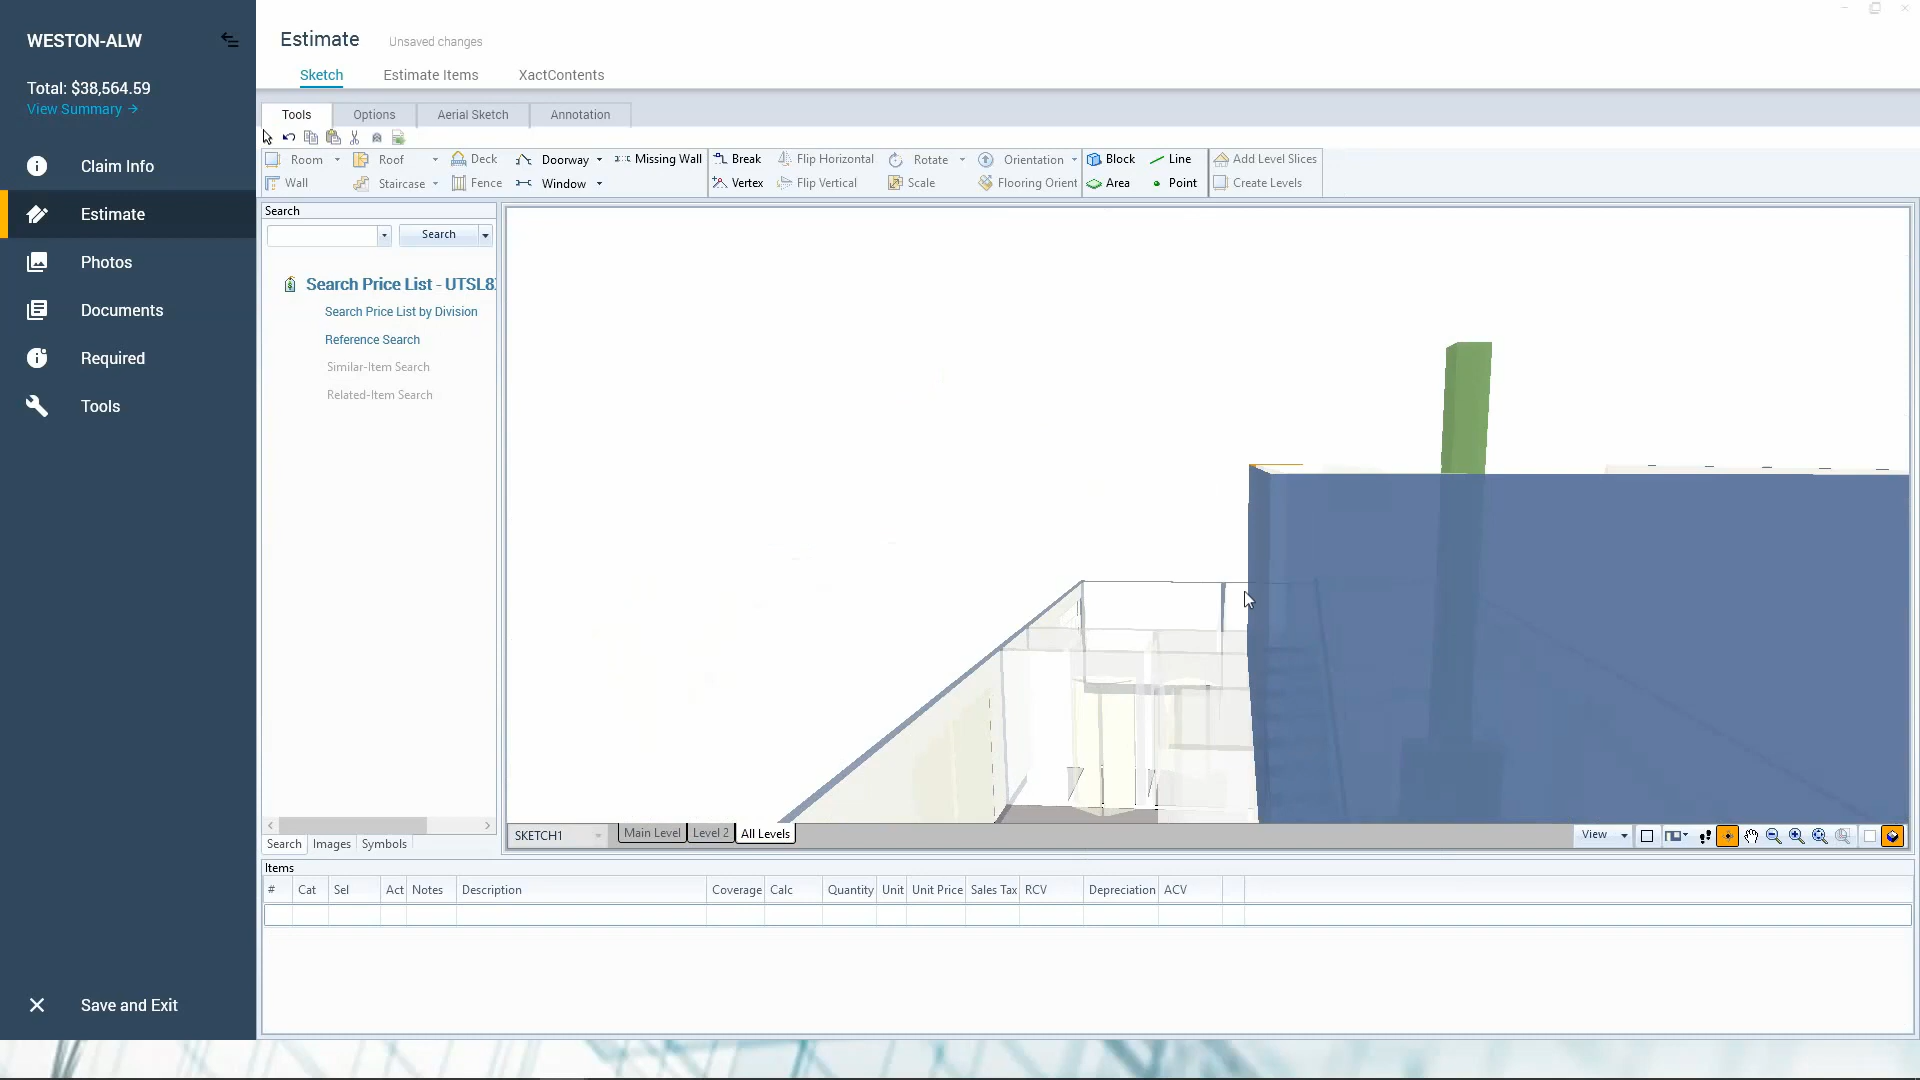 WESTON-ALW
Total: $38,564.59
View Summary →
Claim Info
Estimate
Photos
Documents
Required
Tools
Save and Exit
Estimate
Unsaved changes
Sketch
Estimate Items
XactContents
Tools
Options
Aerial Sketch
Annotation
Room
Roof
Deck
Doorway
Missing Wall
Break
Flip Horizontal
Rotate
Orientation
Block
Line
Add Level Slices
Wall
Staircase
Fence
Window
Vertex
Flip Vertical
Scale
Flooring Orient
Area
Point
Create Levels
Search
Search
Search Price List - UTSL8
Search Price List by Division
Reference Search
Similar-Item Search
Related-Item Search
SKETCH1
Main Level
Level 2
All Levels
View
Search
Images
Symbols
Items
# Cat Sel Act Notes Description Coverage Calc Quantity Unit Unit Price Sales Tax RCV Depreciation ACV